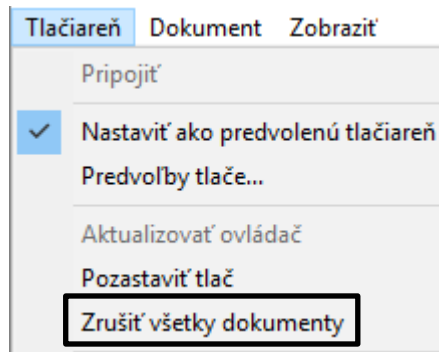 Tlačiareň Dokument Zobraziť
Pripojiť
Nastaviť ako predvolenú tlačiareň
Predvoľby tlače...
Aktualizovať ovládač
Pozastaviť tlač
Zrušiť všetky dokumenty